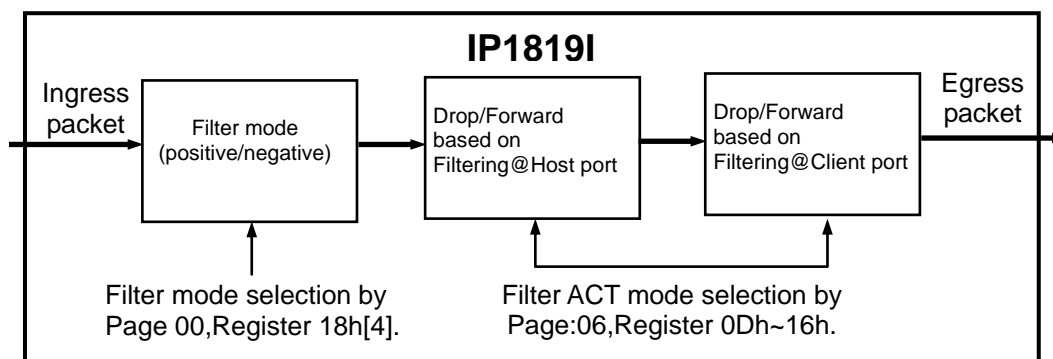 IP1819I
Ingress
packet
Filter mode
(positive/negative)
Drop/Forward
based on
Filtering@Host port
Drop/Forward
based on
Filtering@Client port
Egress
packet
Filter mode selection by
Page 00,Register 18h[4].
Filter ACT mode selection by
Page:06,Register 0Dh~16h.